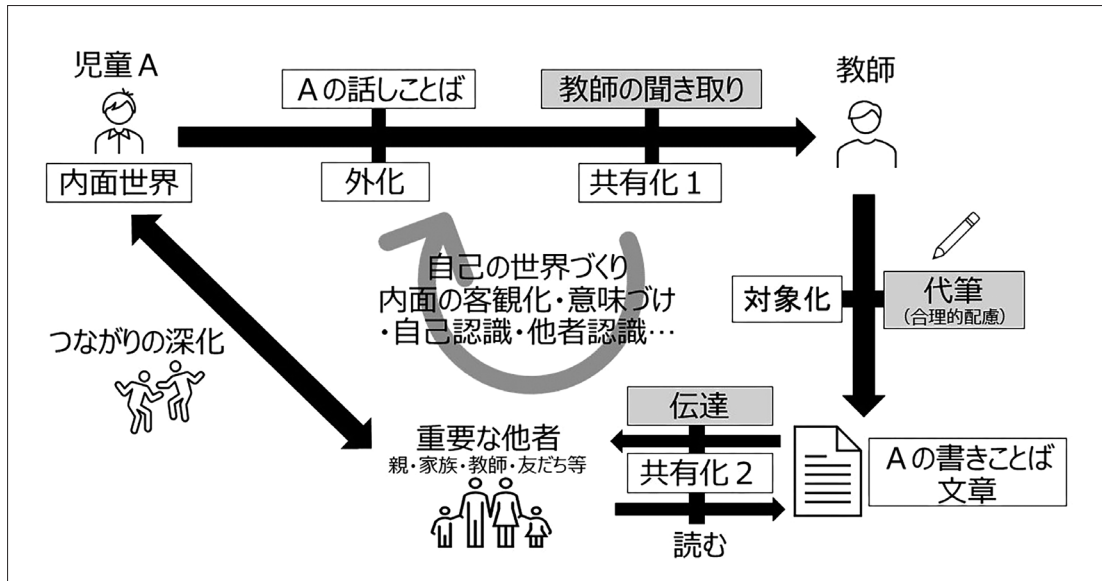 児童A
内面世界
Aの話しことば
外化
教師の聞き取り
共有化1
教師
対象化
代筆
(合理的配慮)
自己の世界づくり
内面の客観化・意味づけ
・自己認識・他者認識…
つながりの深化
重要な他者
親・家族・教師・友だち等
伝達
共有化2
読む
Aの書きことば
文章